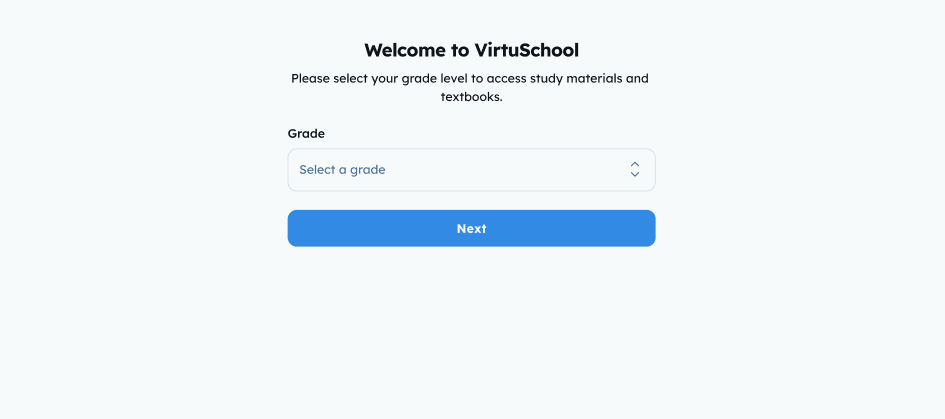 Welcome to VirtuSchool
Please select your grade level to access study materials and
textbooks.
Grade
Select a grade
Next